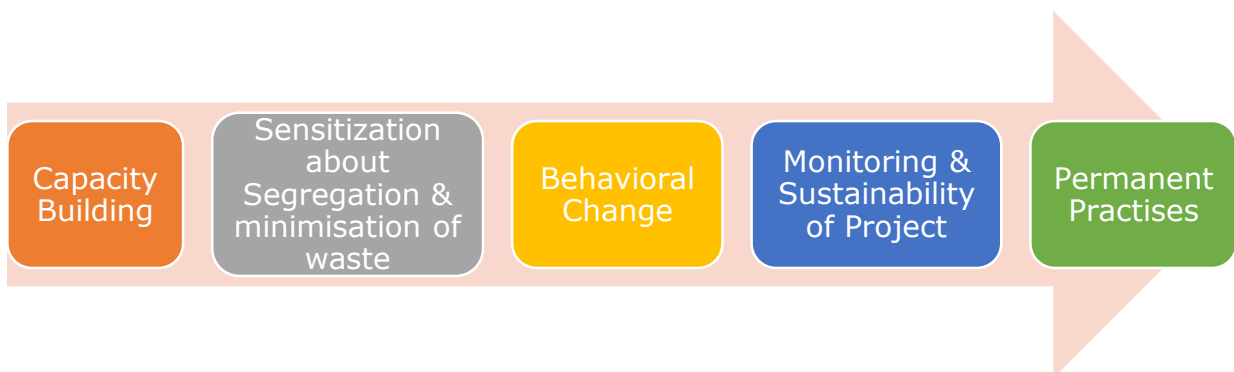 Capacity
Building
Sensitization
about
Segregation &
minimisation of
waste
Behavioral
Change
Monitoring &
Sustainability
of Project
Permanent
Practises